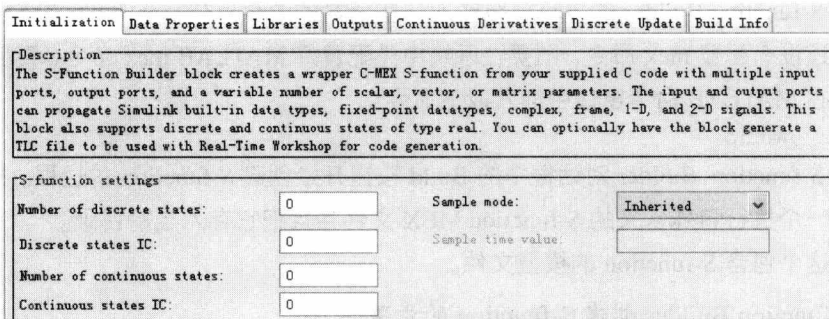 Initialization Data Properties Libraries Outputs Continuous Derivatives Discrete Update Build Info
Description
The S-Function Builder block creates a wrapper C-MEX S-function from your supplied C code with multiple input
ports, output ports, and a variable number of scalar, vector, or matrix parameters. The input and output ports
can propagate Simulink built-in data types, fixed-point datatypes, complex, frame, 1-D, and 2-D signals. This
block also supports discrete and continuous states of type real. You can optionally have the block generate a
TLC file to be used with Real-Time Workshop for code generation.
S-function settings
Number of discrete states: 0 Sample mode: Inherited
Discrete states IC: 0 Sample time value:
Number of continuous states: 0
Continuous states IC: 0